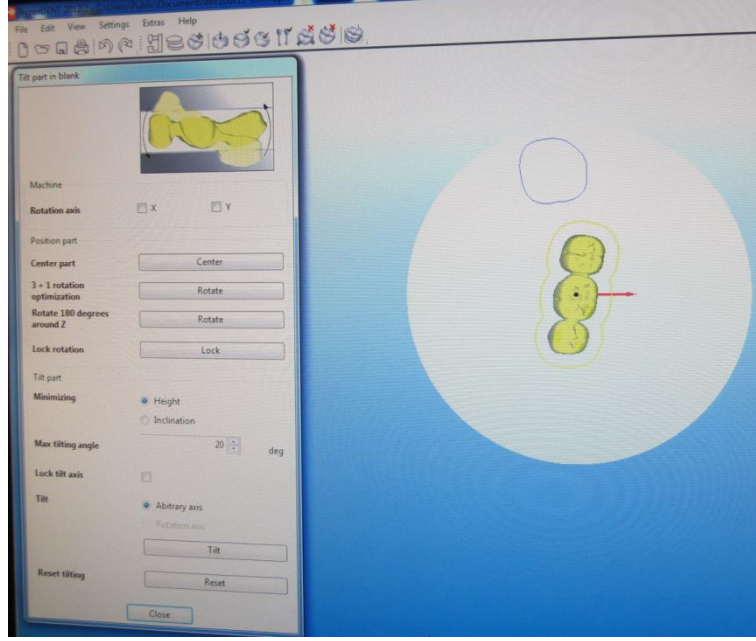 File Edit View Settings Extras Help
Tilt part in blank
Machine
Rotation axis X Y
Position part
Center part Center
3 + 1 rotation
optimization Rotate
Rotate 180 degrees
around Z Rotate
Lock rotation Lock
Tilt part
Minimizing Height
Inclination
Max tilting angle 20 deg
Lock tilt axis
Tilt Abitrary axis
Rotation axis
Tilt
Reset tilting Reset
Close